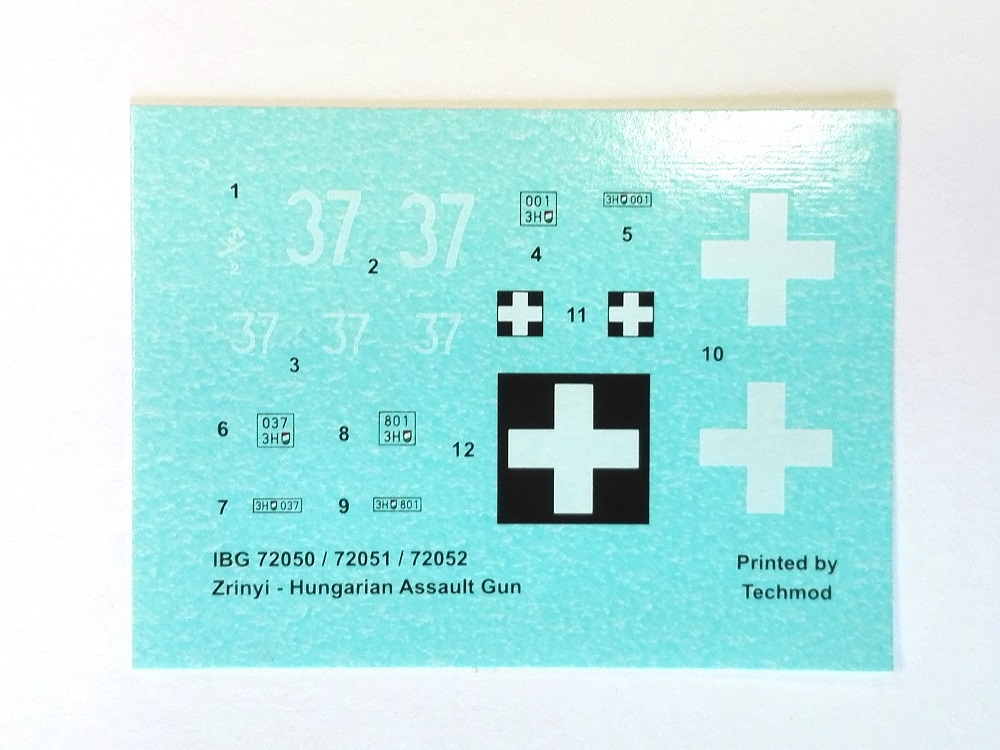 1
37
37
2
001
3H
4
3H 001
5
2
37
37
37
3
11
10
6
037
3H
8
801
3H
12
7
3H 037
9
3H 801
IBG 72050 / 72051 / 72052
Zrinyi - Hungarian Assault Gun
Printed by
Techmod